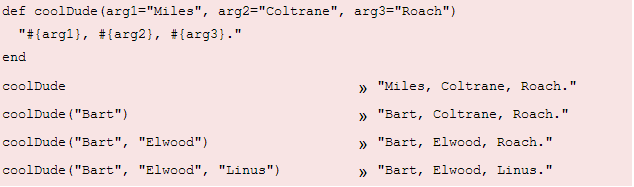 def coolDude(arg1="Miles", arg2="Coltrane", arg3="Roach")
  "#{arg1}, #{arg2}, #{arg3}."
end
coolDude » "Miles, Coltrane, Roach."
coolDude("Bart") » "Bart, Coltrane, Roach."
coolDude("Bart", "Elwood") » "Bart, Elwood, Roach."
coolDude("Bart", "Elwood", "Linus") » "Bart, Elwood, Linus."